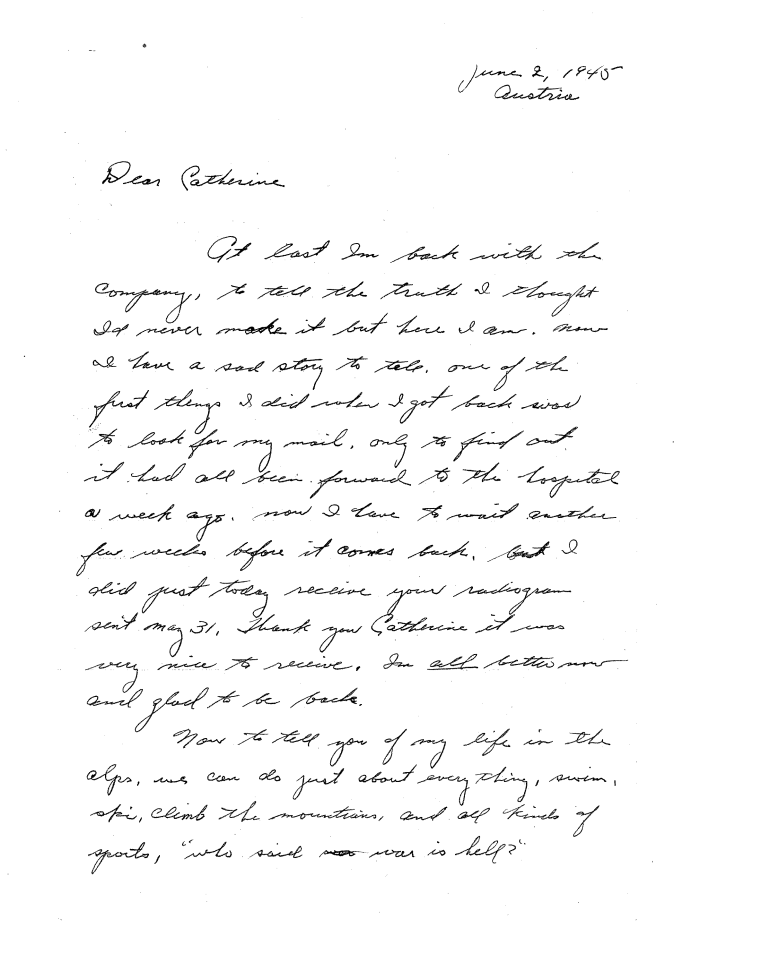 June 2, 1945
Austria
Dear Catherine
At last Im back with the
Company, to tell the truth I thought
Id never make it but here I am. now
I have a sad story to tell. one of the
first things I did when I got back was
to look for my mail, only to find out
it had all been forward to the hospital
a week ago. now I have to wait another
few weeks before it comes back. but I
did just today receive your radiogram
sent may 31. Thank you Catherine it was
very nice to receive. Im all better now
and glad to be back.
Now to tell you of my life in the
alps, we can do just about everything, swim,
ski, climb the mountians, and all kinds of
sports, "who said war is hell?"